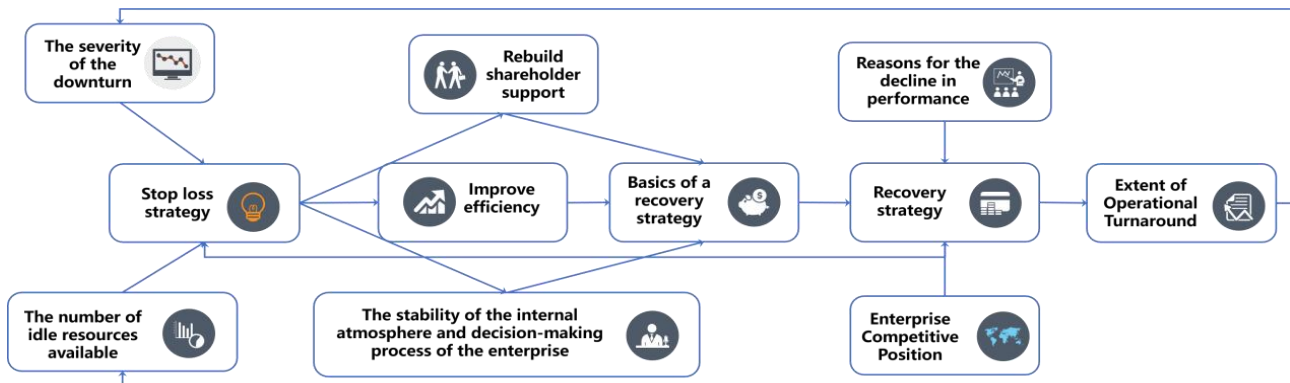 The severity
of the
downturn
Rebuild
shareholder
support
Reasons for the
decline in
performance
Stop loss
strategy
Improve
efficiency
Basics of a
recovery
strategy
Recovery
strategy
Extent of
Operational
Turnaround
The number of
idle resources
available
The stability of the internal
atmosphere and decision-making
process of the enterprise
Enterprise
Competitive
Position